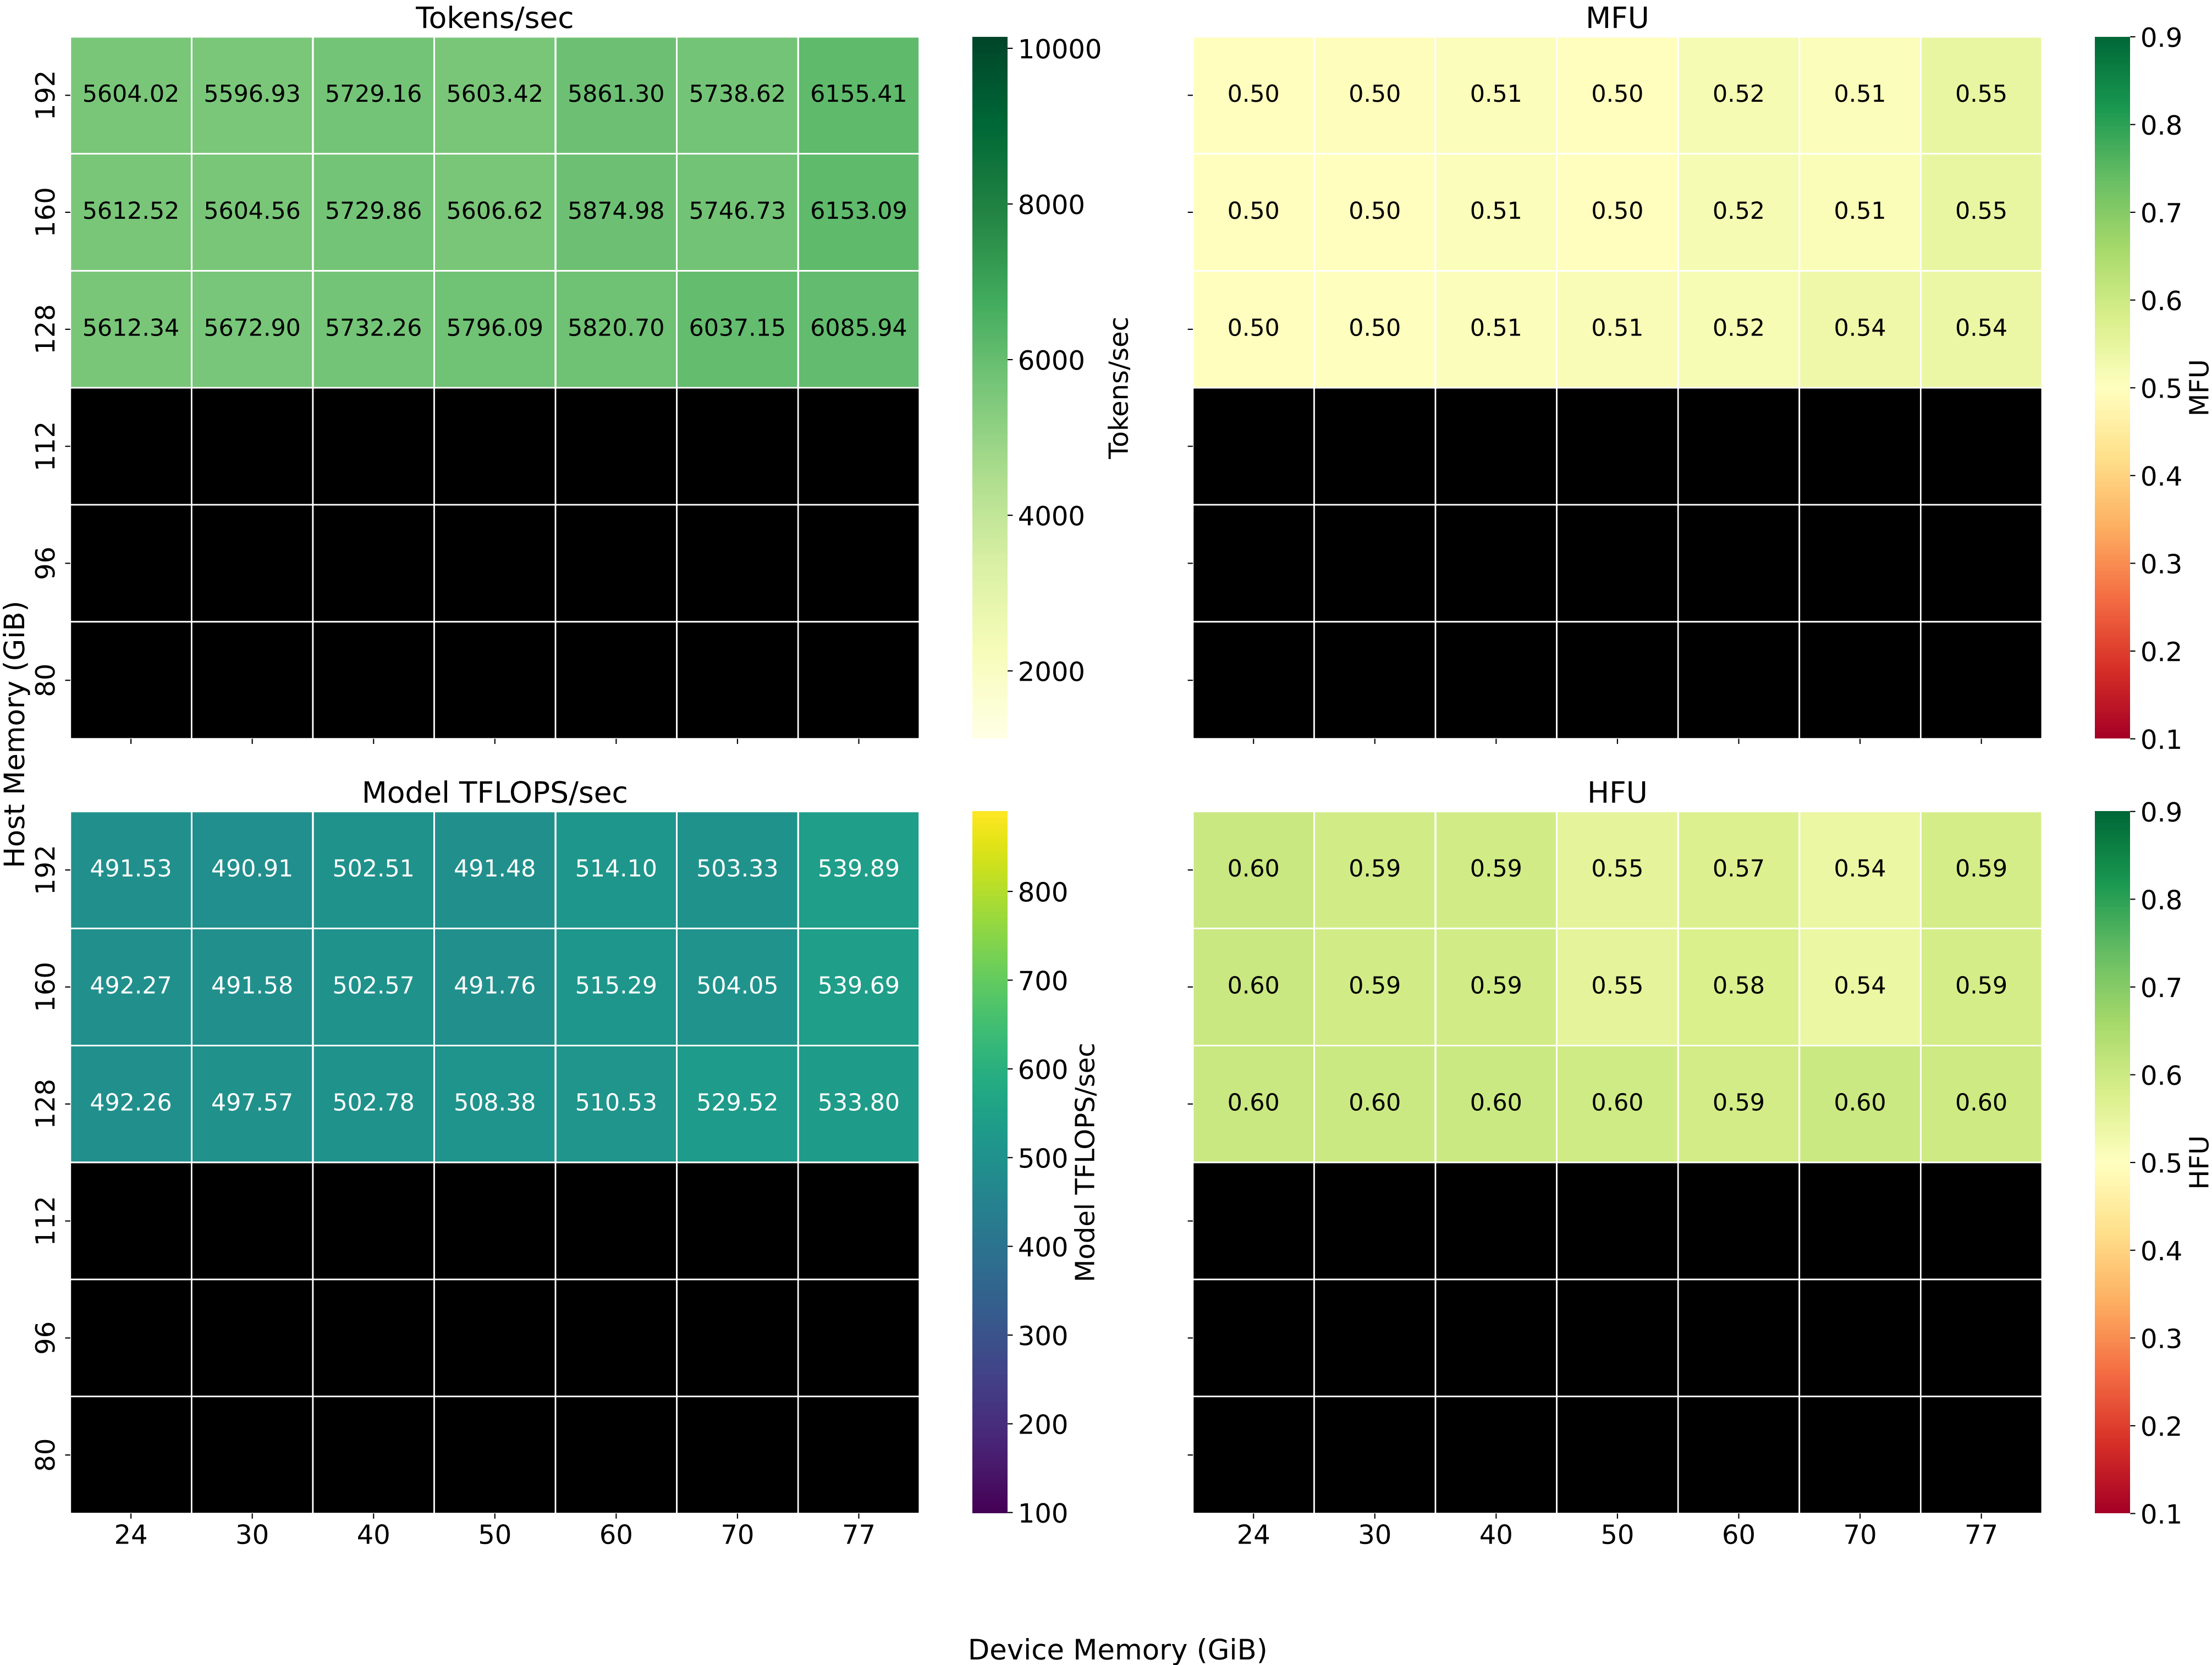 Tokens/sec
192 5604.02 5596.93 5729.16 5603.42 5861.30 5738.62 6155.41
160 5612.52 5604.56 5729.86 5606.62 5874.98 5746.73 6153.09
128 5612.34 5672.90 5732.26 5796.09 5820.70 6037.15 6085.94
112
96
80
10000
8000
6000
4000
2000
Tokens/sec
MFU
0.50 0.50 0.51 0.50 0.52 0.51 0.55
0.50 0.50 0.51 0.50 0.52 0.51 0.55
0.50 0.50 0.51 0.51 0.52 0.54 0.54
0.9
0.8
0.7
0.6
0.5
0.4
0.3
0.2
0.1
MFU
Host Memory (GiB)
Model TFLOPS/sec
192 491.53 490.91 502.51 491.48 514.10 503.33 539.89
160 492.27 491.58 502.57 491.76 515.29 504.05 539.69
128 492.26 497.57 502.78 508.38 510.53 529.52 533.80
112
96
80
24 30 40 50 60 70 77
800
700
600
500
400
300
200
100
Model TFLOPS/sec
HFU
0.60 0.59 0.59 0.55 0.57 0.54 0.59
0.60 0.59 0.59 0.55 0.58 0.54 0.59
0.60 0.60 0.60 0.60 0.59 0.60 0.60
24 30 40 50 60 70 77
0.9
0.8
0.7
0.6
0.5
0.4
0.3
0.2
0.1
HFU
Device Memory (GiB)